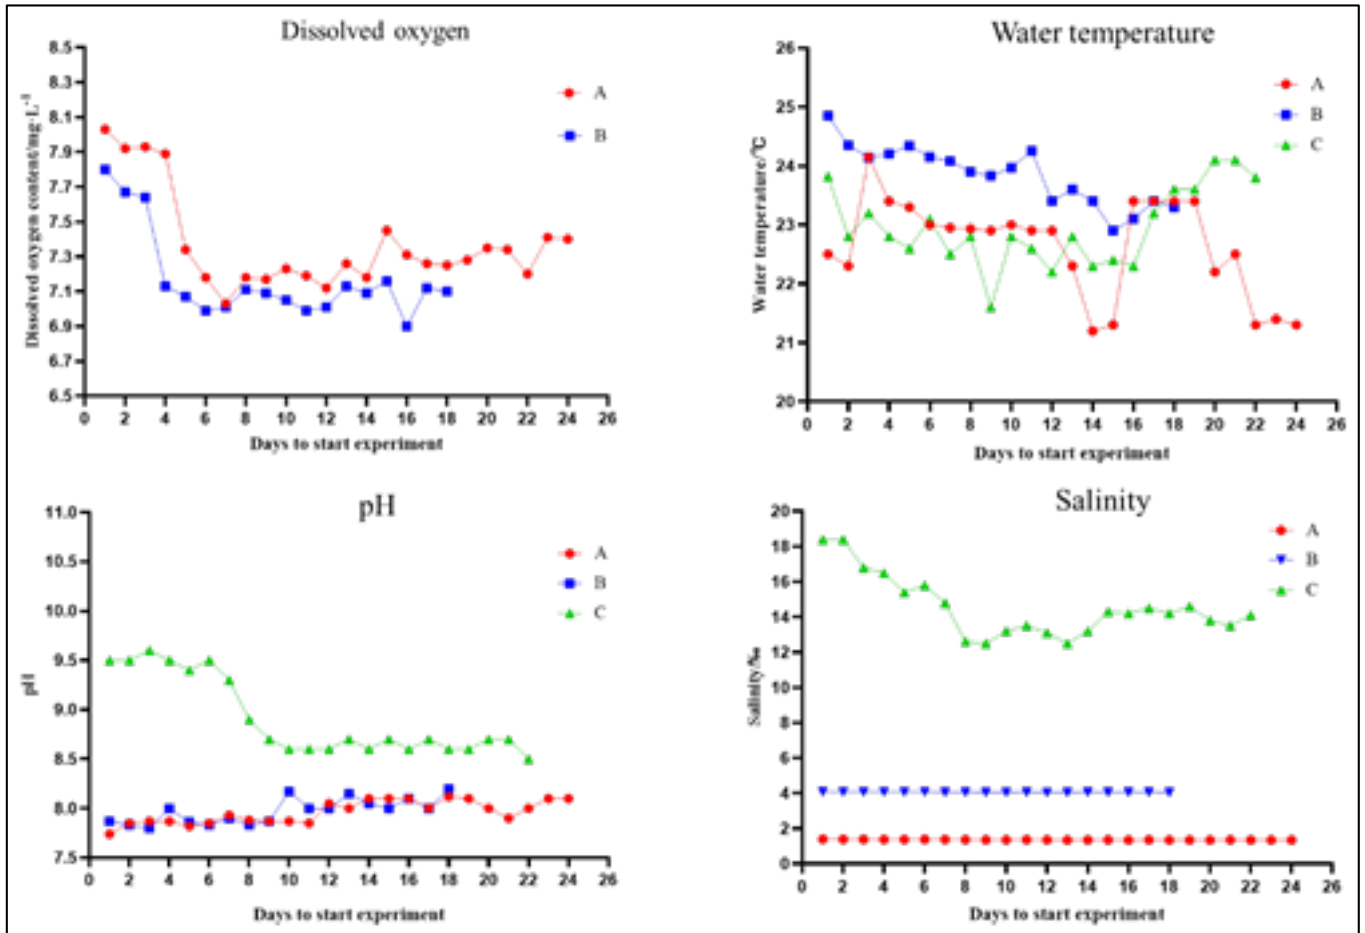 Dissolved oxygen
8.5
8.3
8.1
7.9
7.7
7.5
7.3
7.1
6.9
6.7
6.5
Dissolved oxygen content/mg·L⁻¹
A
B
0 2 4 6 8 10 12 14 16 18 20 22 24 26
Days to start experiment
Water temperature
26
25
24
23
22
21
20
Water temperature/℃
A
B
C
0 2 4 6 8 10 12 14 16 18 20 22 24 26
Days to start experiment
pH
11.0
10.5
10.0
9.5
9.0
8.5
8.0
7.5
pH
A
B
C
0 2 4 6 8 10 12 14 16 18 20 22 24 26
Days to start experiment
Salinity
20
18
16
14
12
10
8
6
4
2
0
Salinity/‰
A
B
C
0 2 4 6 8 10 12 14 16 18 20 22 24 26
Days to start experiment